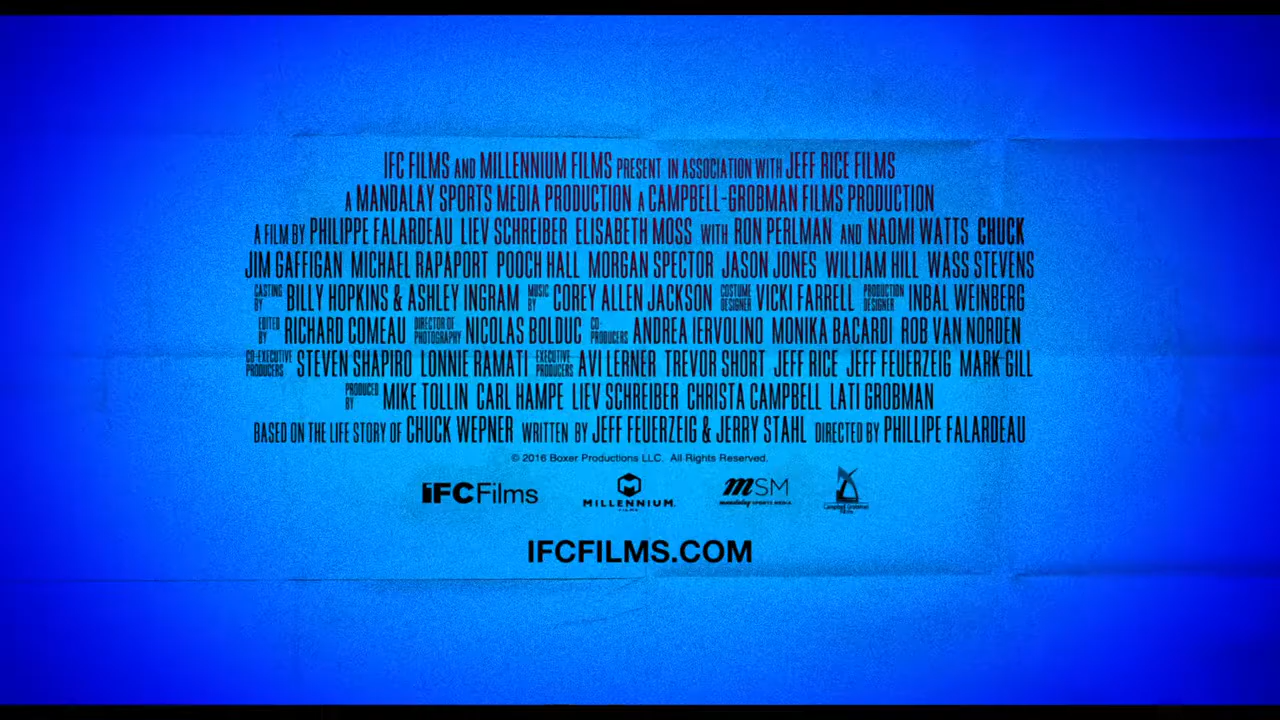 IFC FILMS AND MILLENNIUM FILMS PRESENT IN ASSOCIATION WITH JEFF RICE FILMS
A MANDALAY SPORTS MEDIA PRODUCTION A CAMPBELL-GROBMAN FILMS PRODUCTION
A FILM BY PHILIPPE FALARDEAU LIEV SCHREIBER ELISABETH MOSS WITH RON PERLMAN AND NAOMI WATTS CHUCK
JIM GAFFIGAN MICHAEL RAPAPORT POOCH HALL MORGAN SPECTOR JASON JONES WILLIAM HILL WASS STEVENS
CASTING BY BILLY HOPKINS & ASHLEY INGRAM MUSIC BY COREY ALLEN JACKSON COSTUME DESIGNER VICKI FARRELL PRODUCTION DESIGNER INBAL WEINBERG
EDITED BY RICHARD COMEAU DIRECTOR OF PHOTOGRAPHY NICOLAS BOLDUC CO-PRODUCERS ANDREA IERVOLINO MONIKA BACARDI ROB VAN NORDEN
CO-EXECUTIVE PRODUCERS STEVEN SHAPIRO LONNIE RAMATI EXECUTIVE PRODUCERS AVI LERNER TREVOR SHORT JEFF RICE JEFF FEUERZEIG MARK GILL
PRODUCED BY MIKE TOLLIN CARL HAMPE LIEV SCHREIBER CHRISTA CAMPBELL LATI GROBMAN
BASED ON THE LIFE STORY OF CHUCK WEPNER WRITTEN BY JEFF FEUERZEIG & JERRY STAHL DIRECTED BY PHILLIPE FALARDEAU
© 2016 Boxer Productions LLC. All Rights Reserved.
IFC Films
MILLENNIUM FILMS
mSM
mandalay SPORTS MEDIA
Campbell Grobman Films
IFCFILMS.COM